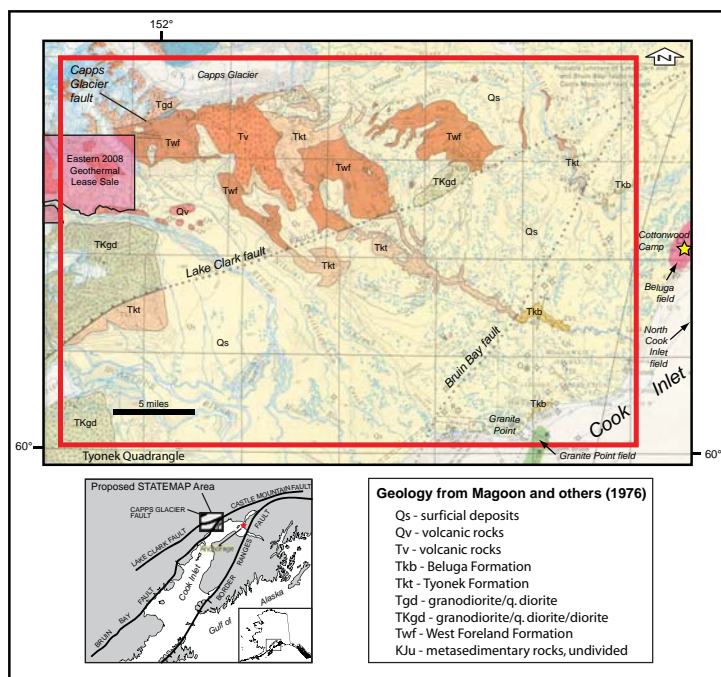 152°
N
Capps Glacier
Capps
Glacier
fault
Tgd
Qs
Twf
Tv
Tkt
Twf
Twf
Tkt
Tkb
TKgd
Twf
Eastern 2008
Geothermal
Lease Sale
Qv
Qs
Cottonwood
Camp
TKgd
Lake Clark fault
Tkt
Tkt
Beluga
field
Tkt
Tkb
North
Cook
Inlet
field
Qs
Bruin Bay fault
Inlet
5 miles
Tkb
Cook
TKgd
Granite
Point
60°
Tyonek Quadrangle
Granite Point field
60°
Proposed STATEMAP Area
CAPPS GLACIER
FAULT
CASTLE MOUNTAIN FAULT
LAKE CLARK FAULT
Anchorage
Cook Inlet
BRUIN BAY FAULT
BORDER RANGES FAULT
Gulf of Alaska
Geology from Magoon and others (1976)
Qs - surficial deposits
Qv - volcanic rocks
Tv - volcanic rocks
Tkb - Beluga Formation
Tkt - Tyonek Formation
Tgd - granodiorite/q. diorite
TKgd - granodiorite/q. diorite/diorite
Twf - West Foreland Formation
KJu - metasedimentary rocks, undivided